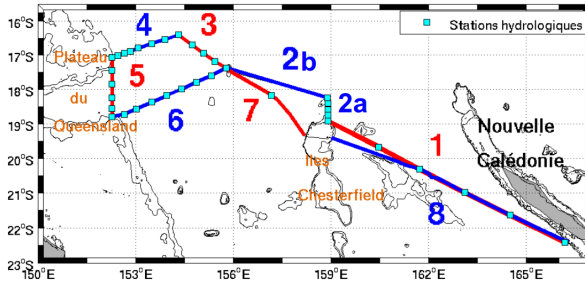 16°S
17°S
18°S
19°S
20°S
21°S
22°S
23°S
150°E
153°E
156°E
159°E
162°E
165°E
Stations hydrologiques
4
3
2b
Plateau
5
du
6
7
2a
Queensland
Nouvelle
1
Calédonie
Iles
Chesterfield
8